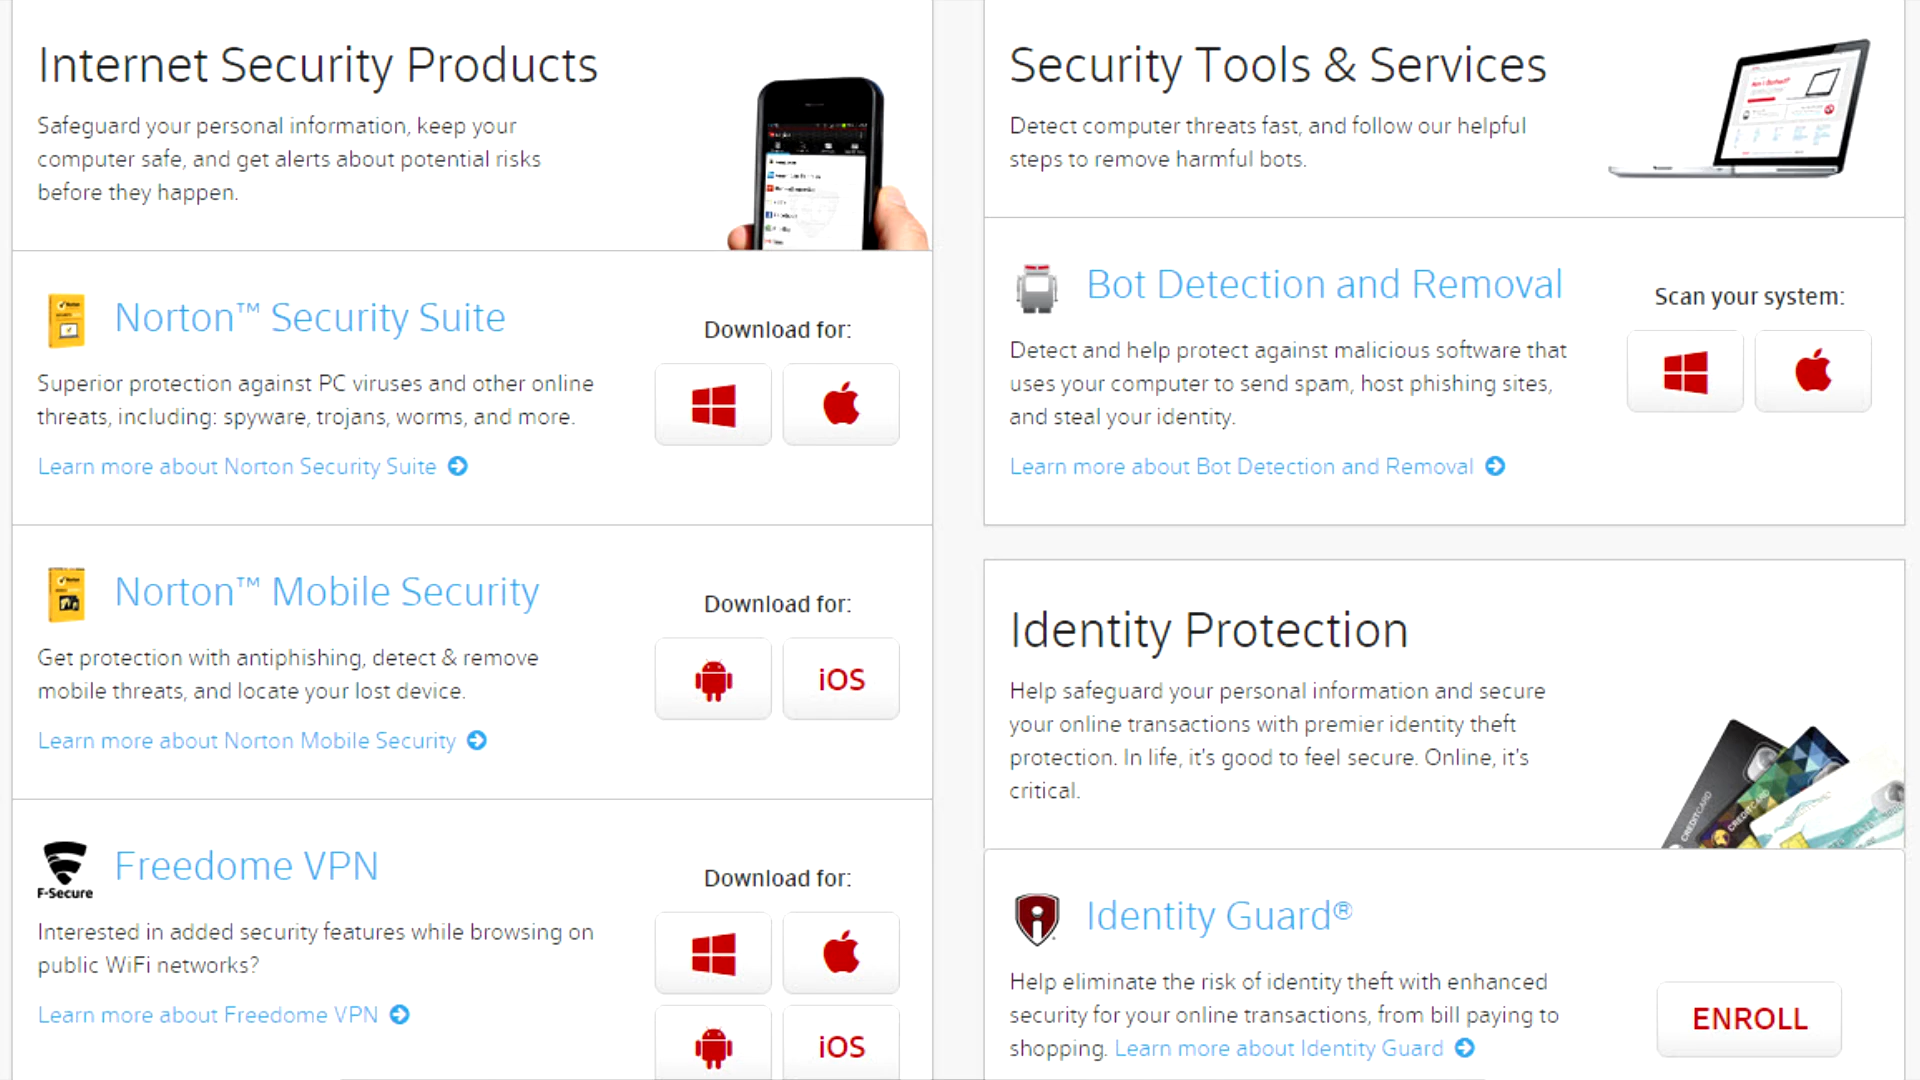 Internet Security Products
Safeguard your personal information, keep your
computer safe, and get alerts about potential risks
before they happen.
Norton™ Security Suite
Superior protection against PC viruses and other online
threats, including: spyware, trojans, worms, and more.
Learn more about Norton Security Suite
Download for:
Norton™ Mobile Security
Get protection with antiphishing, detect & remove
mobile threats, and locate your lost device.
Learn more about Norton Mobile Security
Download for:
iOS
F-Secure
Freedome VPN
Interested in added security features while browsing on
public WiFi networks?
Learn more about Freedome VPN
Download for:
iOS
Security Tools & Services
Detect computer threats fast, and follow our helpful
steps to remove harmful bots.
Bot Detection and Removal
Detect and help protect against malicious software that
uses your computer to send spam, host phishing sites,
and steal your identity.
Learn more about Bot Detection and Removal
Scan your system:
Identity Protection
Help safeguard your personal information and secure
your online transactions with premier identity theft
protection. In life, it's good to feel secure. Online, it's
critical.
CREDITCARD
CREDITCARD
Identity Guard®
Help eliminate the risk of identity theft with enhanced
security for your online transactions, from bill paying to
shopping. Learn more about Identity Guard
ENROLL